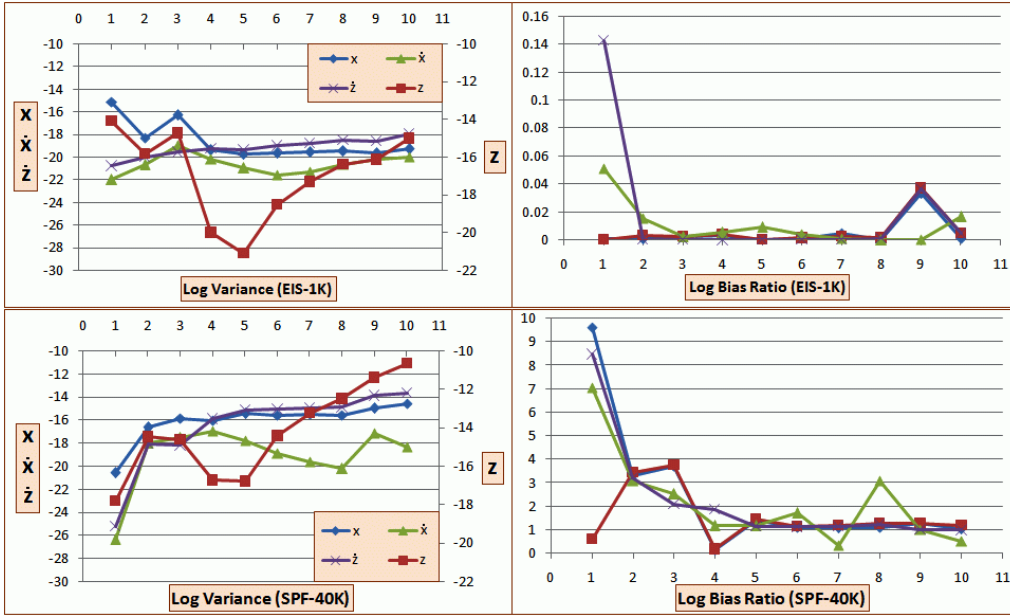 0 1 2 3 4 5 6 7 8 9 10 11
-10 -10
-12 -12
-14 -14
-16 -16
-18 -18
-20 -20
-22 -22
-24
-26
-28
-30
x ẋ
ż z
X
Ẋ
Ż
Z
Log Variance (EIS-1K)
0.16
0.14
0.12
0.1
0.08
0.06
0.04
0.02
0
0 1 2 3 4 5 6 7 8 9 10 11
Log Bias Ratio (EIS-1K)
0 1 2 3 4 5 6 7 8 9 10 11
-10 -10
-12 -12
-14 -14
-16 -16
-18 -18
-20 -20
-22 -22
-24
-26
-28
-30
X
Ẋ
Ż
Z
x ẋ
ż z
Log Variance (SPF-40K)
10
9
8
7
6
5
4
3
2
1
0
0 1 2 3 4 5 6 7 8 9 10 11
Log Bias Ratio (SPF-40K)